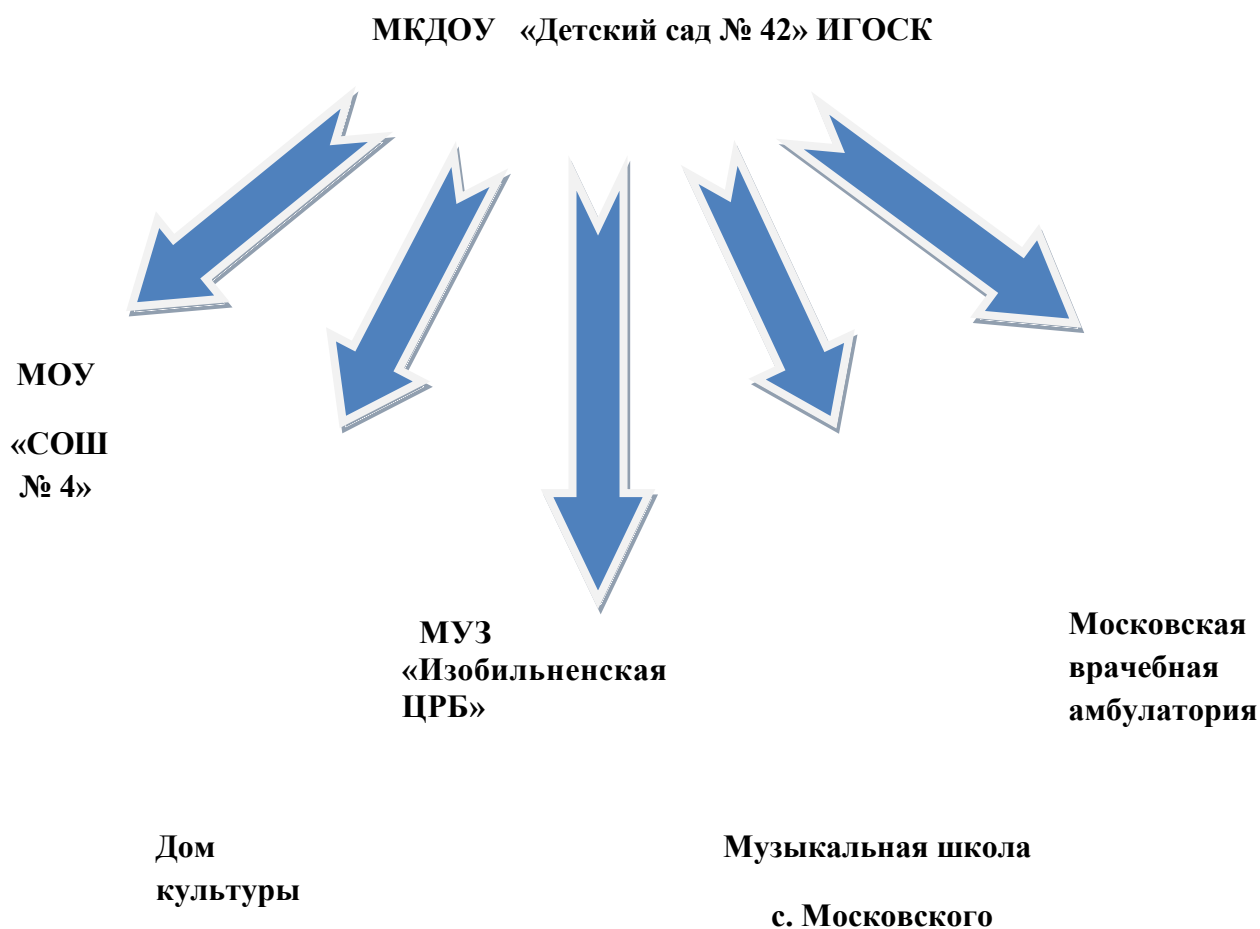 МКДОУ «Детский сад № 42» ИГОСК
МОУ
«СОШ
№ 4»
МУЗ
«Изобильненская
ЦРБ»
Московская
врачебная
амбулатория
Дом
культуры
Музыкальная школа
с. Московского